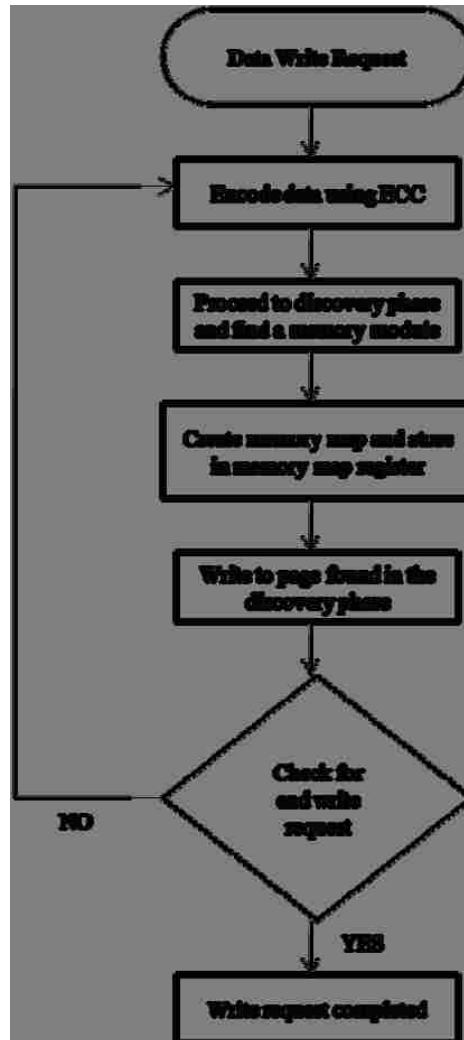 Data Write Request
Encode data using ECC
Proceed to discovery phase
and find a memory module
Create memory map and store
in memory map register
Write to page found in the
discovery phase
Check for
end write
request
NO
YES
Write request completed